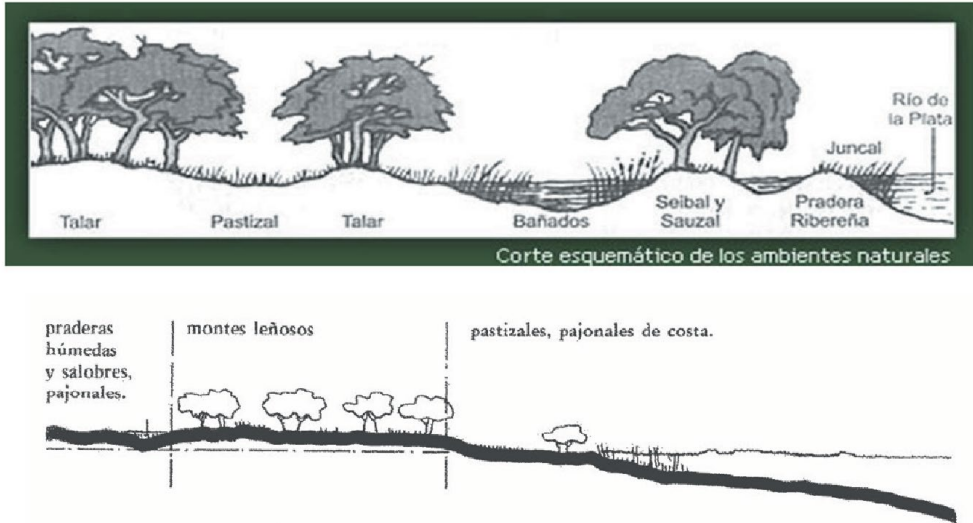 Río de
la Plata
Juncal
Talar
Pastizal
Talar
Bañados
Seibal y
Sauzal
Pradera
Ribereña
Corte esquemático de los ambientes naturales
praderas
húmedas
y salobres,
pajonales.
montes leñosos
pastizales, pajonales de costa.